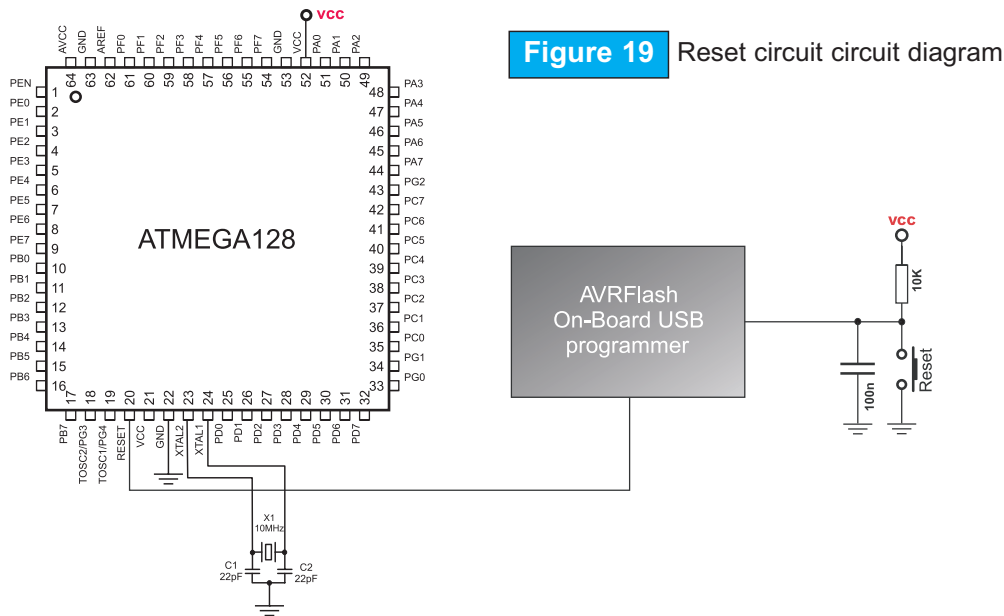 vcc
Figure 19 Reset circuit circuit diagram
AVCC
GND
AREF
PF0
PF1
PF2
PF3
PF4
PF5
PF6
PF7
GND
VCC
PA0
PA1
PA2
64 63 62 61 60 59 58 57 56 55 54 53 52 51 50 49
PEN 1
PE0 2
PE1 3
PE2 4
PE3 5
PE4 6
PE5 7
PE6 8
PE7 9
PB0 10
PB1 11
PB2 12
PB3 13
PB4 14
PB5 15
PB6 16
ATMEGA128
48 PA3
47 PA4
46 PA5
45 PA6
44 PA7
43 PG2
42 PC7
41 PC6
40 PC5
39 PC4
38 PC3
37 PC2
36 PC1
35 PC0
34 PG1
33 PG0
17 18 19 20 21 22 23 24 25 26 27 28 29 30 31 32
PB7
TOSC2/PG3
TOSC1/PG4
RESET
VCC
GND
XTAL2
XTAL1
PD0
PD1
PD2
PD3
PD4
PD5
PD6
PD7
X1
10MHz
C1
22pF
C2
22pF
AVRFlash
On-Board USB
programmer
vcc
10K
100n
Reset